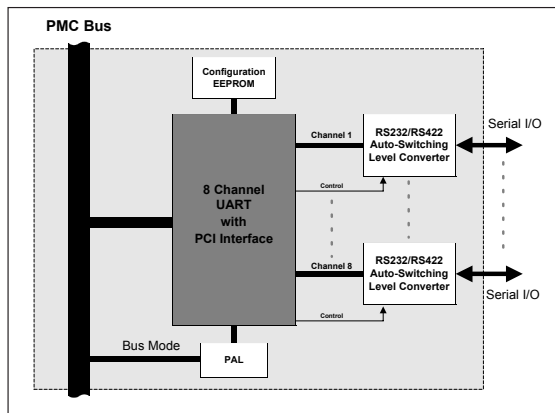 PMC Bus
Configuration
EEPROM
Channel 1
RS232/RS422
Auto-Switching
Level Converter
Serial I/O
Control
8 Channel
UART
with
PCI Interface
Channel 8
RS232/RS422
Auto-Switching
Level Converter
Serial I/O
Control
Bus Mode
PAL